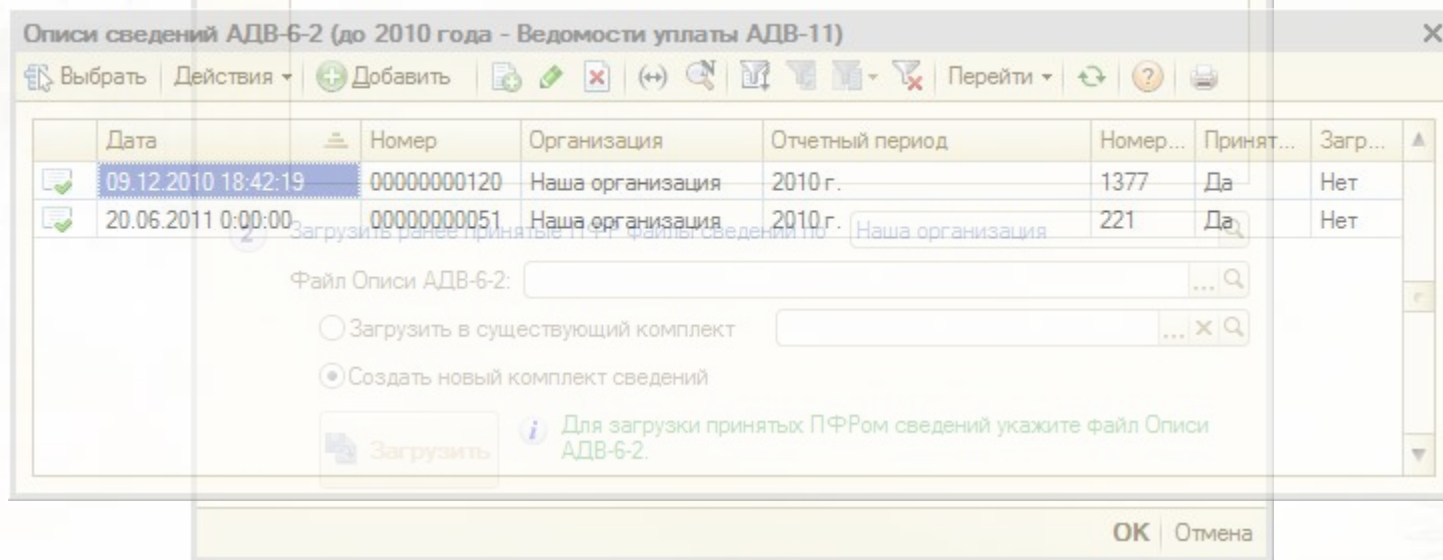 Описи сведений АДВ-6-2 (до 2010 года - Ведомости уплаты АДВ-11)
Выбрать Действия Добавить Перейти
Дата Номер Организация Отчетный период Номер... Принят... Загр...
09.12.2010 18:42:19 00000000120 Наша организация 2010 г. 1377 Да Нет
20.06.2011 0:00:00 00000000051 Наша организация 2010 г. 221 Да Нет
2 Загрузить ранее принятые ПФР файлы сведений по Наша организация
Файл Описи АДВ-6-2:
Загрузить в существующий комплект
Создать новый комплект сведений
Загрузить
Для загрузки принятых ПФРом сведений укажите файл Описи
АДВ-6-2.
OK Отмена